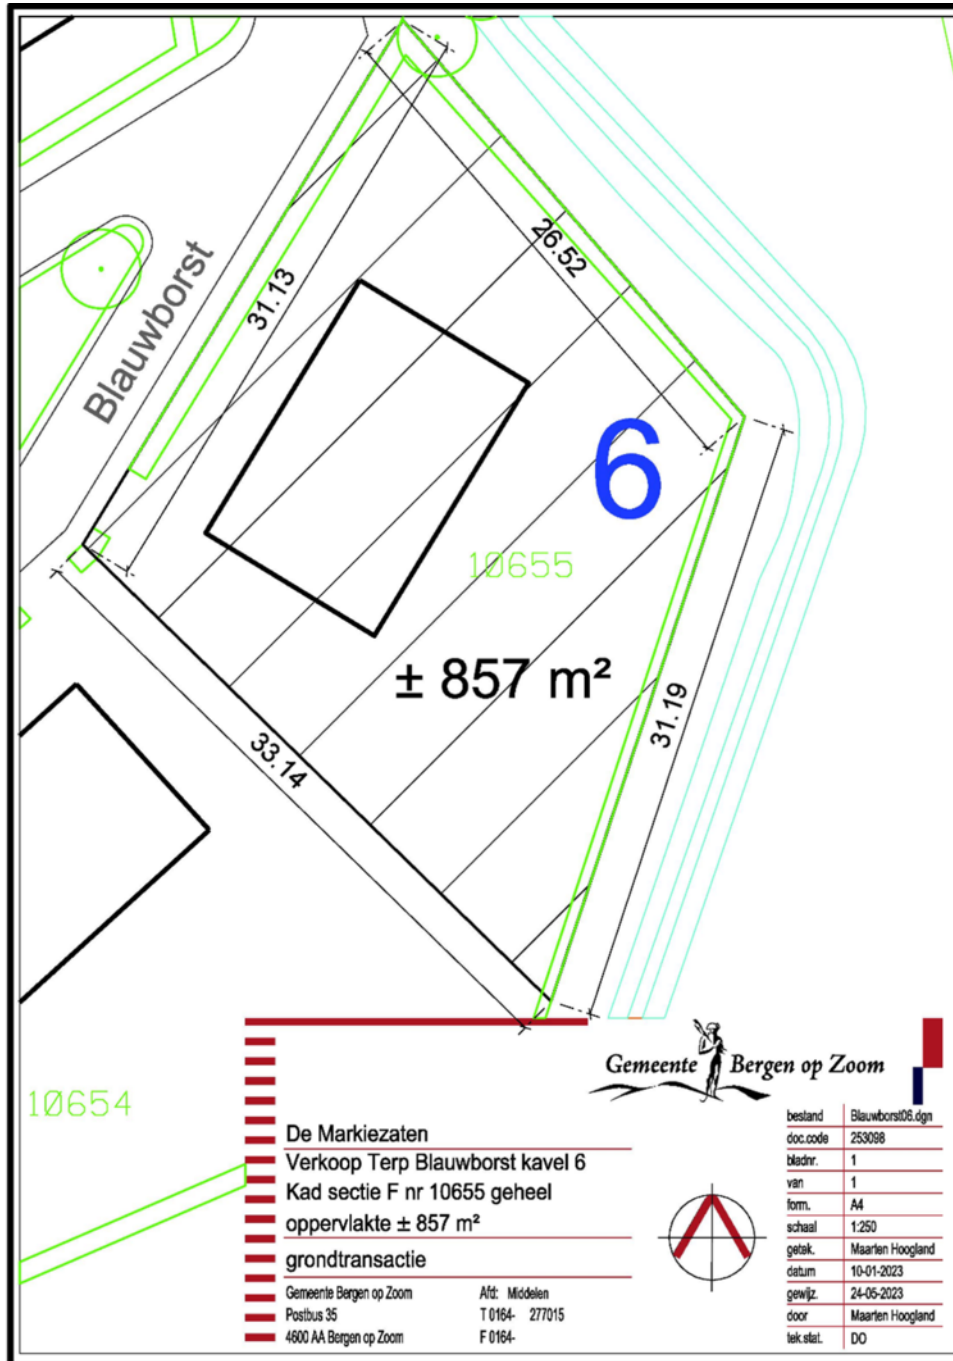 Blauwborst
31.13
26.52
6
10655
± 857 m²
31.19
33.14
10654
Gemeente Bergen op Zoom
De Markiezaten
Verkoop Terp Blauwborst kavel 6
Kad sectie F nr 10655 geheel
oppervlakte ± 857 m²
grondtransactie
Gemeente Bergen op Zoom Afd: Middelen
Postbus 35 T 0164- 277015
4600 AA Bergen op Zoom F 0164-
bestand Blauwborst06.dgn
doc.code 253098
bladnr. 1
van 1
form. A4
schaal 1:250
getek. Maarten Hoogland
datum 10-01-2023
gewijz. 24-05-2023
door Maarten Hoogland
tek.stat. DO